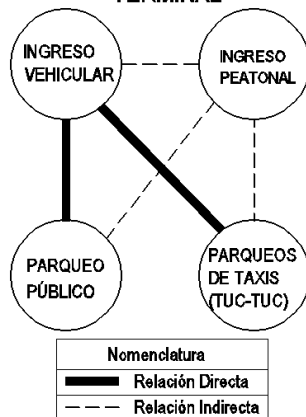 TERMINAL
INGRESO
VEHICULAR
INGRESO
PEATONAL
PARQUEO
PÚBLICO
PARQUEOS
DE TAXIS
(TUC-TUC)
Nomenclatura
Relación Directa
Relación Indirecta